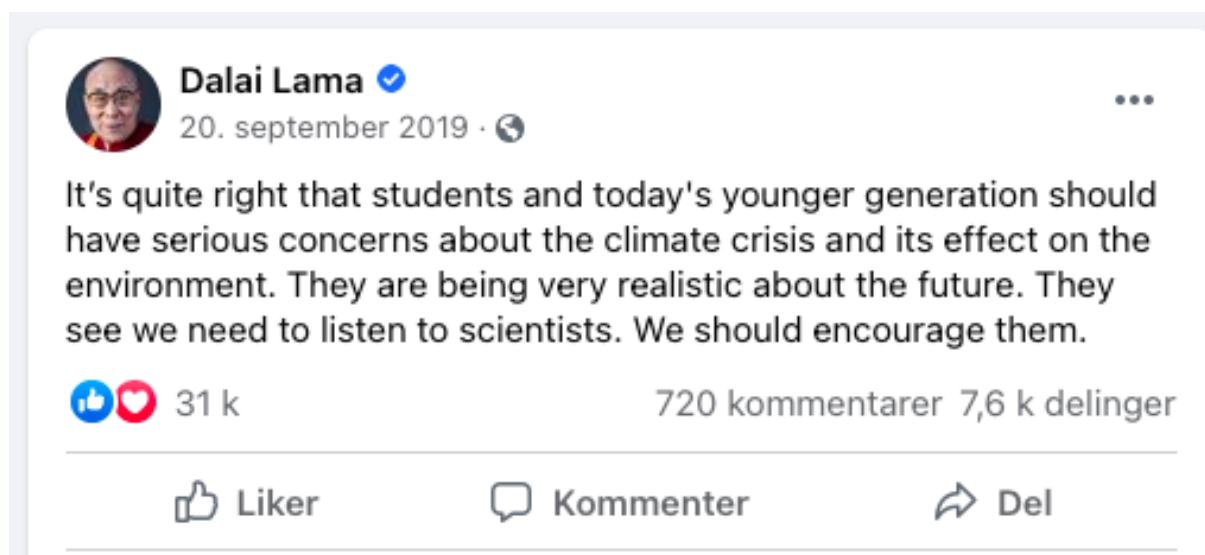 Dalai Lama
20. september 2019 ·
It's quite right that students and today's younger generation should
have serious concerns about the climate crisis and its effect on the
environment. They are being very realistic about the future. They
see we need to listen to scientists. We should encourage them.
31 k 720 kommentarer 7,6 k delinger
Liker Kommenter Del